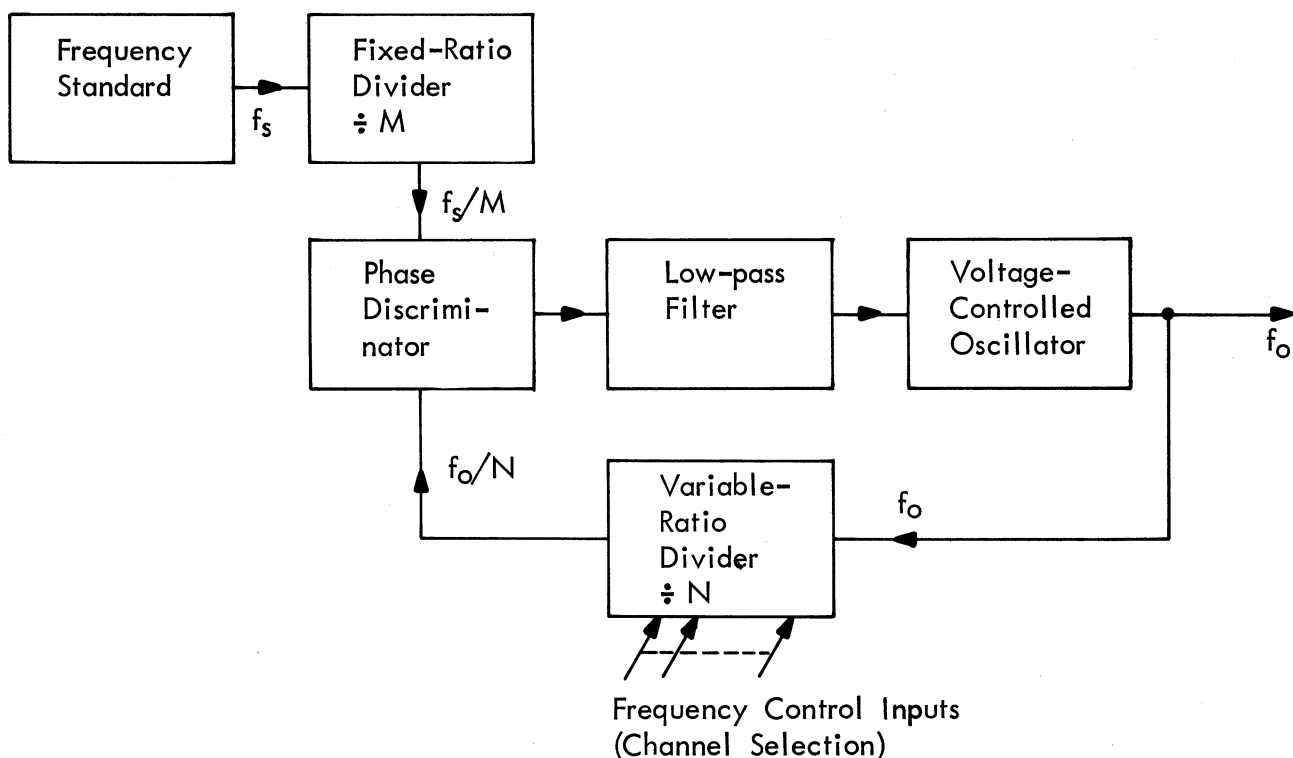 Frequency
Standard
f_s
Fixed-Ratio
Divider
÷ M
f_s/M
Phase
Discrimi-
nator
Low-pass
Filter
Voltage-
Controlled
Oscillator
f_o
f_o/N
Variable-
Ratio
Divider
÷ N
f_o
Frequency Control Inputs
(Channel Selection)